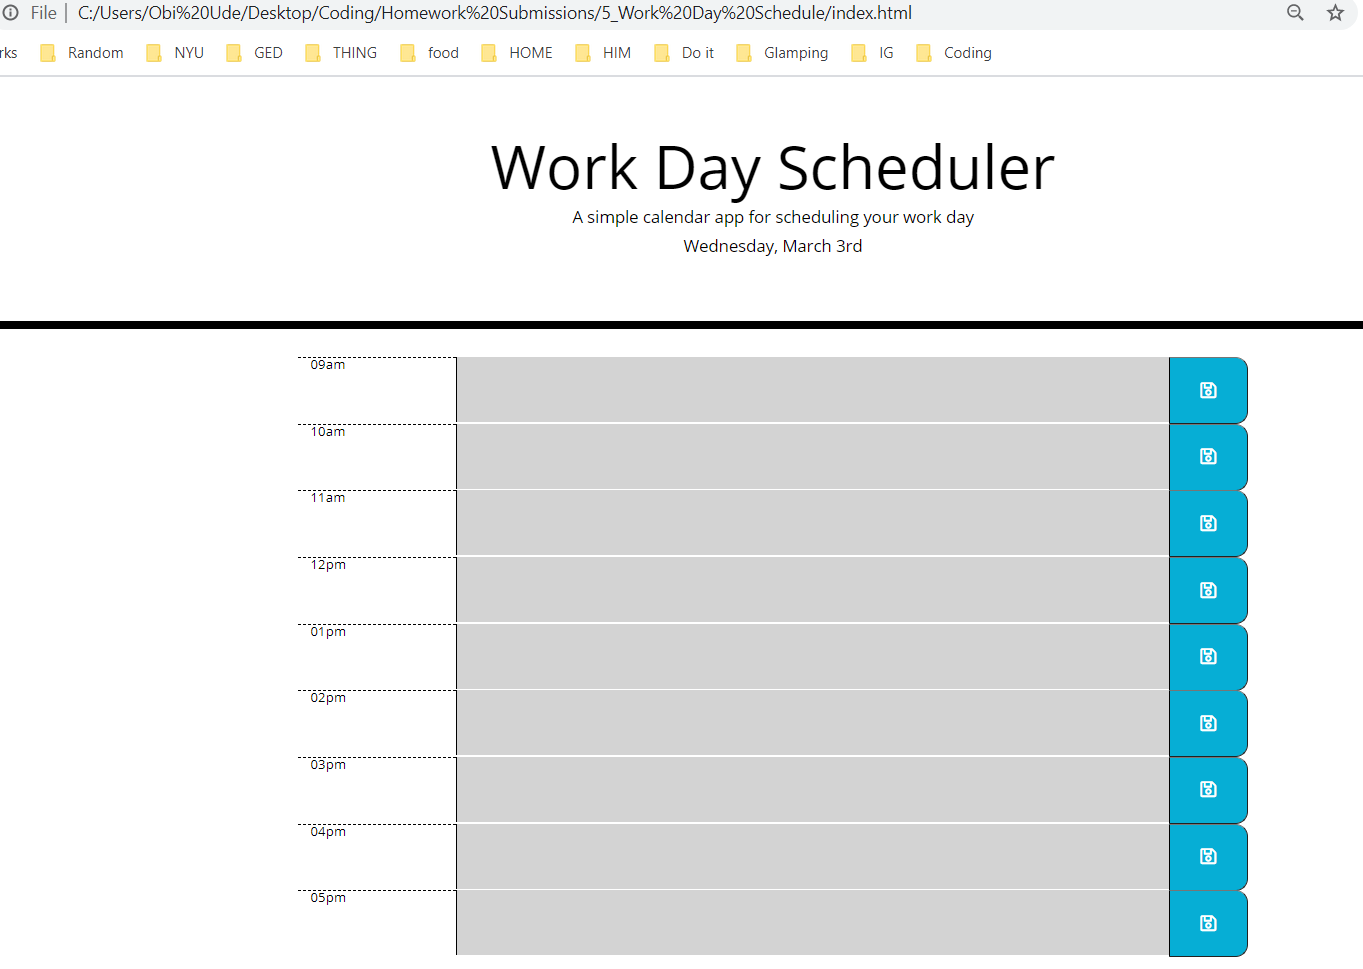 File C:/Users/Obi%20Ude/Desktop/Coding/Homework%20Submissions/5_Work%20Day%20Schedule/index.html
rks Random NYU GED THING food HOME HIM Do it Glamping IG Coding
Work Day Scheduler
A simple calendar app for scheduling your work day
Wednesday, March 3rd
09am
10am
11am
12pm
01pm
02pm
03pm
04pm
05pm